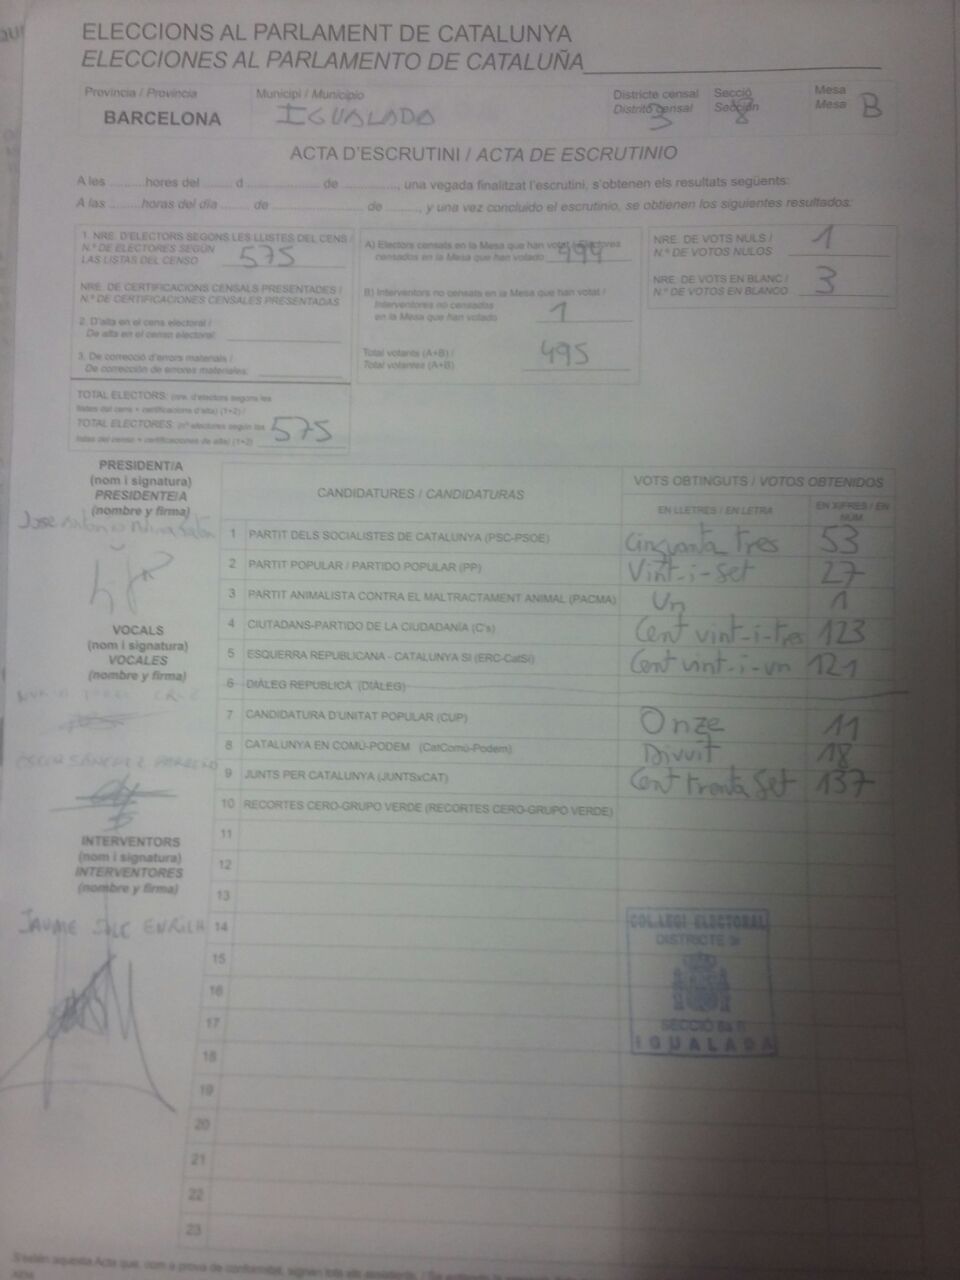 ELECCIONS AL PARLAMENT DE CATALUNYA
ELECCIONES AL PARLAMENTO DE CATALUÑA
Provincia / Provincia
BARCELONA
Municipi / Municipio
IGUALADA
Districte censal
Distrito censal
3
Secció
Sección
8
Mesa
Mesa
B
ACTA D'ESCRUTINI / ACTA DE ESCRUTINIO
A les .......... hores del ........ d .................... de .............., una vegada finalitzat l'escrutini, s'obtenen els resultats següents:
A las .......... horas del día ........ de .................... de ........, y una vez concluido el escrutinio, se obtienen los siguientes resultados:
1. NRE. D'ELECTORS SEGONS LES LLISTES DEL CENS /
N.º DE ELECTORES SEGÚN
LAS LISTAS DEL CENSO 575
NRE. DE CERTIFICACIONS CENSALS PRESENTADES /
N.º DE CERTIFICACIONES CENSALES PRESENTADAS
2. D'alta en el cens electoral /
De alta en el censo electoral:
3. De correcció d'errors materials /
De corrección de errores materiales:
TOTAL ELECTORS: (nre. d'electors segons les
llistes del cens + certificacions d'alta) (1+2) /
TOTAL ELECTORES: (nº electores según las
listas del censo + certificaciones de alta) (1+2) 575
A) Electors censats en la Mesa que han votat / Electores
censados en la Mesa que han votado 494
B) Interventors no censats en la Mesa que han votat /
Interventores no censados
en la Mesa que han votado 1
Total votants (A+B) /
Total votantes (A+B) 495
NRE. DE VOTS NULS /
N.º DE VOTOS NULOS 1
NRE. DE VOTS EN BLANC /
N.º DE VOTOS EN BLANCO 3
PRESIDENT/A
(nom i signatura)
PRESIDENTE/A
(nombre y firma)
Jose Antonio
VOCALS
(nom i signatura)
VOCALES
(nombre y firma)
SÁNCHEZ
INTERVENTORS
(nom i signatura)
INTERVENTORES
(nombre y firma)
JAUME ENRICH
CANDIDATURES / CANDIDATURAS
VOTS OBTINGUTS / VOTOS OBTENIDOS
EN LLETRES / EN LETRA
EN XIFRES / EN NÚM.
1 PARTIT DELS SOCIALISTES DE CATALUNYA (PSC-PSOE) Cinquanta tres 53
2 PARTIT POPULAR / PARTIDO POPULAR (PP) Vint-i-set 27
3 PARTIT ANIMALISTA CONTRA EL MALTRACTAMENT ANIMAL (PACMA) Un 1
4 CIUTADANS-PARTIDO DE LA CIUDADANÍA (C's) Cent vint-i-tres 123
5 ESQUERRA REPUBLICANA - CATALUNYA SÍ (ERC-CatSí) Cent vint-i-un 121
6 DIÀLEG REPUBLICÀ (DIÀLEG)
7 CANDIDATURA D'UNITAT POPULAR (CUP) Onze 11
8 CATALUNYA EN COMÚ-PODEM (CatComú-Podem) Divuit 18
9 JUNTS PER CATALUNYA (JUNTSxCAT) Cent trenta set 137
10 RECORTES CERO-GRUPO VERDE (RECORTES CERO-GRUPO VERDE)
11
12
13
14
15
16
17
18
19
20
21
22
23
COL.LEGI ELECTORAL
DISTRICTE 3r
SECCIÓ 8a B
IGUALADA
S'estén aquesta Acta que, com a prova de conformitat, signen tots els assistents.